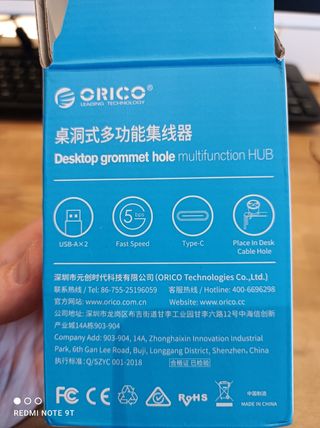 ORICO®
LEADING TECHNOLOGY
桌洞式多功能集线器
Desktop grommet hole multifunction HUB
5Gbps
USB-A×2
Fast Speed
Type-C
Place In Desk
Cable Hole
深圳市元创时代科技有限公司 (ORICO Technologies Co.,Ltd.)
联系热线 / Tel: 86-755-25196059 客服热线 / Hotline: 400-6696298
官方网站: www.orico.com.cn Website: www.orico.cc
公司地址: 深圳市龙岗区布吉街道甘李工业园甘李六路12号中海信创新
产业城14A栋903-904
Company Add: 903-904, 14A, Zhonghaixin Innovation Industrial
Park, 6th Gan Lee Road, Buji, Longgang District, Shenzhen, China
执行标准: Q/SZYC 001-2018 合格证 已检验
CE FC RoHS 中国制造
MADE IN CHINA
REDMI NOTE 9T